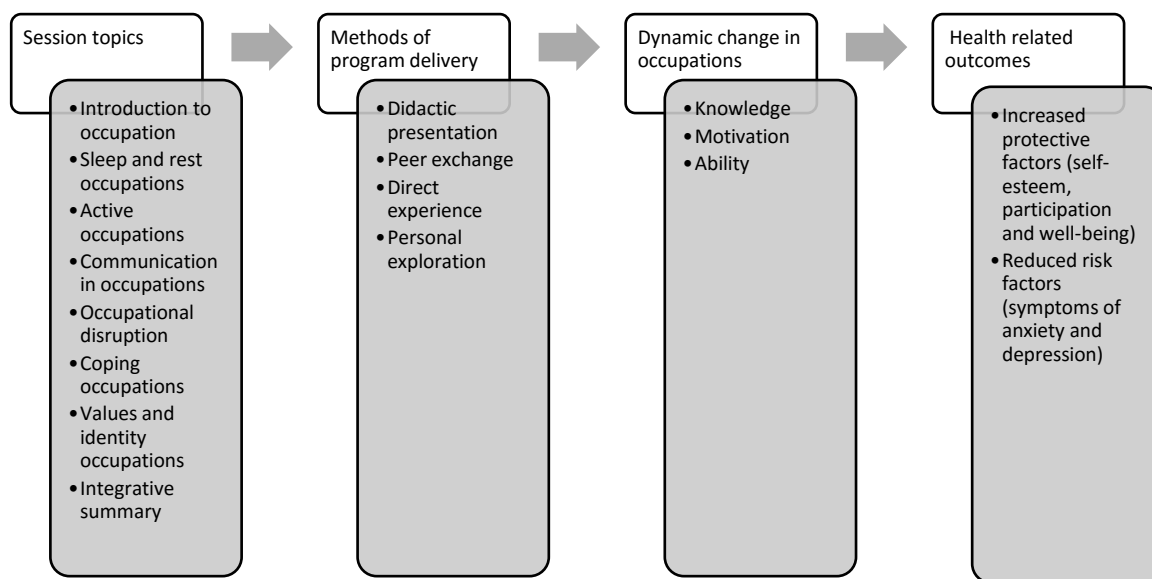 Session topics
•Introduction to
occupation
•Sleep and rest
occupations
•Active
occupations
•Communication
in occupations
•Occupational
disruption
•Coping
occupations
•Values and
identity
occupations
•Integrative
summary
Methods of
program delivery
•Didactic
presentation
•Peer exchange
•Direct
experience
•Personal
exploration
Dynamic change in
occupations
•Knowledge
•Motivation
•Ability
Health related
outcomes
•Increased
protective
factors (self-
esteem,
participation
and well-being)
•Reduced risk
factors
(symptoms of
anxiety and
depression)